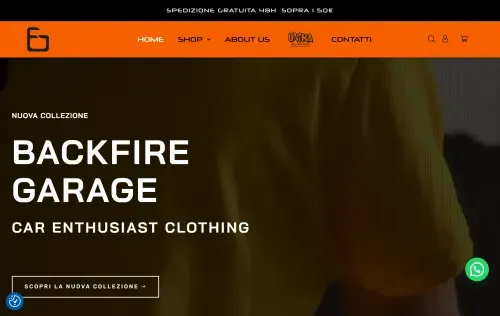 SPEDIZIONE GRATUITA 48H SOPRA I 50€
HOME SHOP ABOUT US CONTATTI
NUOVA COLLEZIONE
BACKFIRE
GARAGE
CAR ENTHUSIAST CLOTHING
SCOPRI LA NUOVA COLLEZIONE →